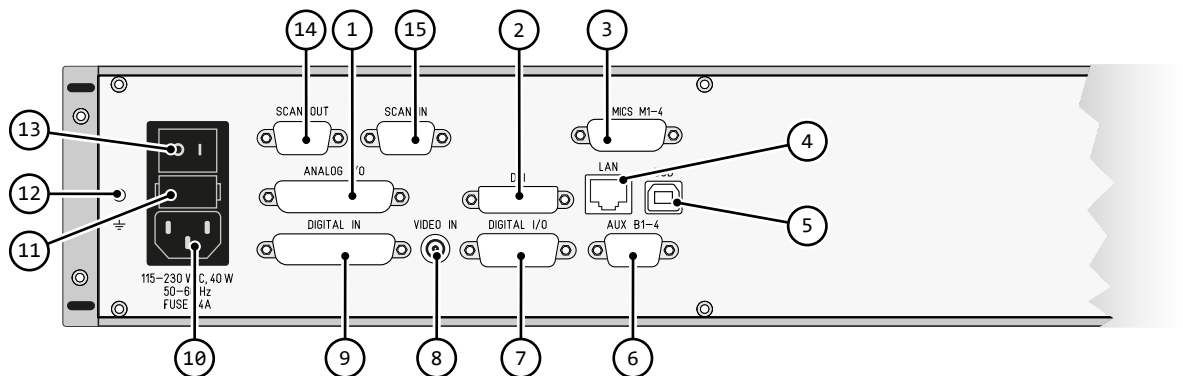 14 1 15 2 3
SCAN OUT SCAN IN MICS M1-4
13
4
LAN
ANALOG I/O
12
DIGITAL IN VIDEO IN DIGITAL I/O AUX B1-4
5
11
115-230 VAC, 40 W
50-60 Hz
FUSE 4A
10 9 8 7 6